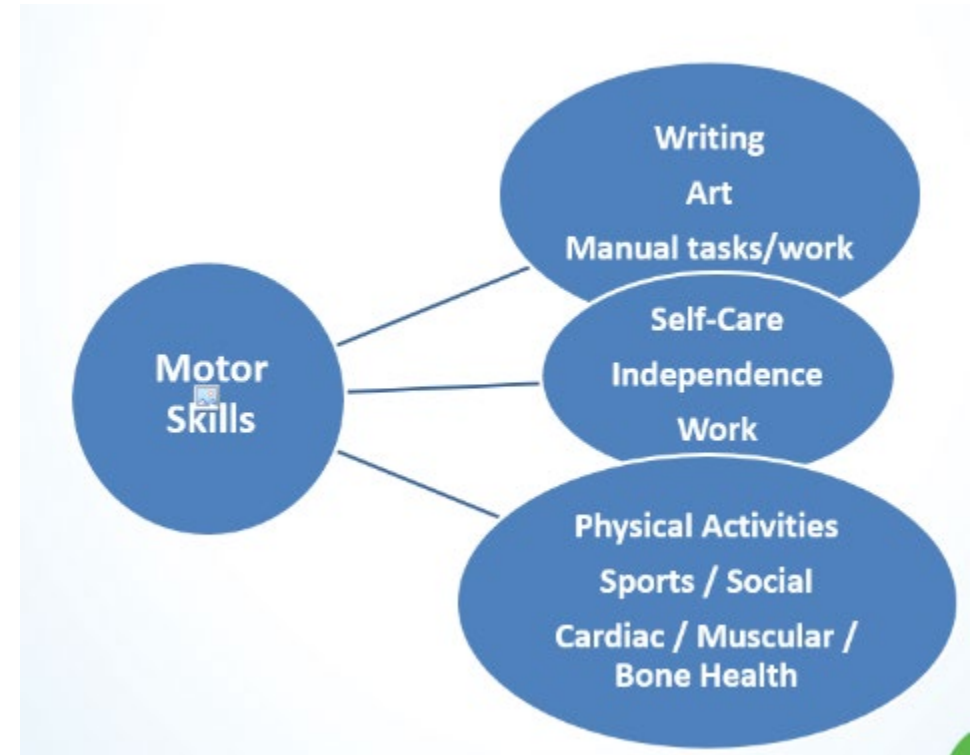 Motor
Skills
Writing
Art
Manual tasks/work
Self-Care
Independence
Work
Physical Activities
Sports / Social
Cardiac / Muscular /
Bone Health